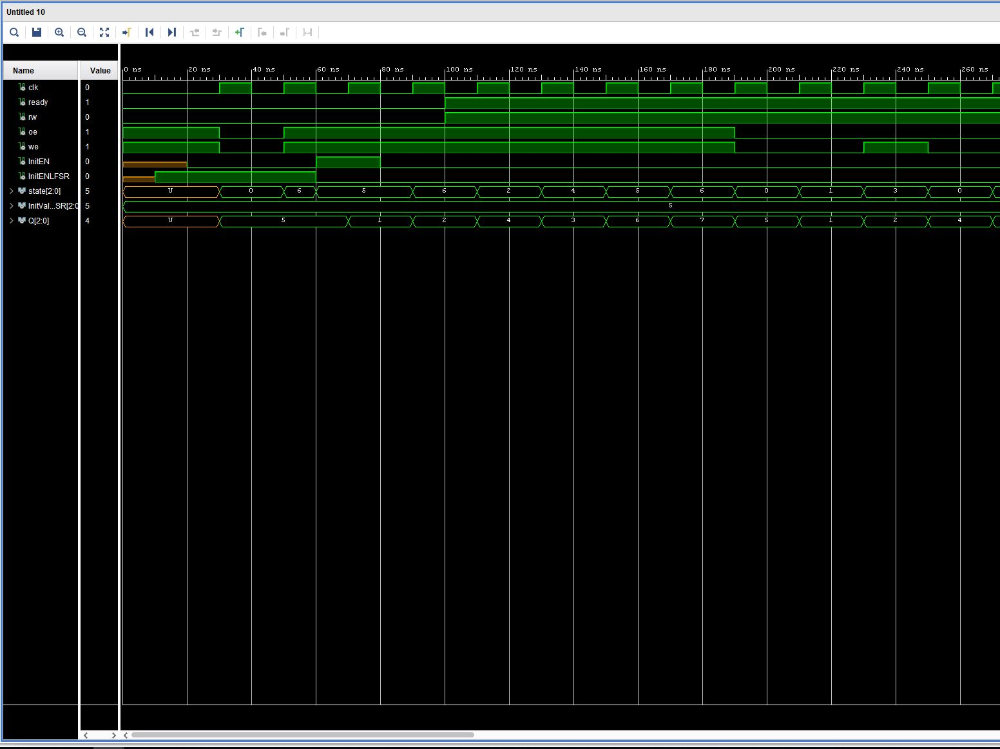 Untitled 10
Name Value 0 ns 20 ns 40 ns 60 ns 80 ns 100 ns 120 ns 140 ns 160 ns 180 ns 200 ns 220 ns 240 ns 260 ns
clk 0
ready 1
rw 0
oe 1
we 1
InitEN 0
InitENLFSR 0
state[2:0] 5 U 0 6 5 6 2 4 5 6 0 1 3 0
InitVal...SR[2:0 5 5
Q[2:0] 4 U 5 1 2 4 3 6 7 5 1 2 4